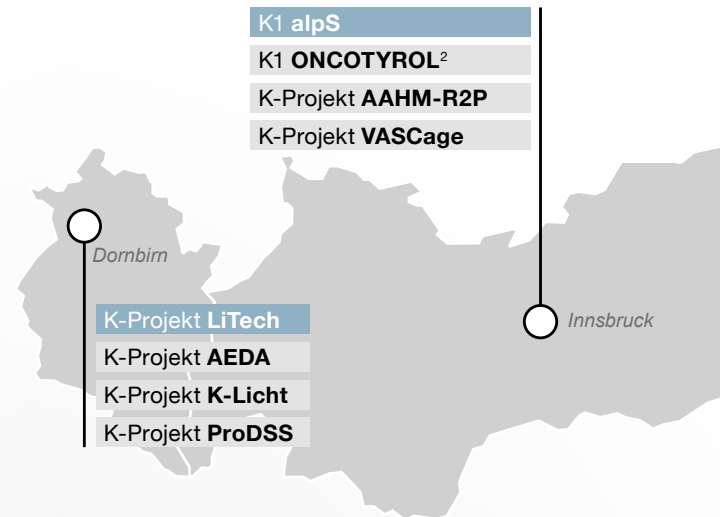 K1 alpS
K1 ONCOTYROL²
K-Projekt AAHM-R2P
K-Projekt VASCage
Dornbirn
Innsbruck
K-Projekt LiTech
K-Projekt AEDA
K-Projekt K-Licht
K-Projekt ProDSS